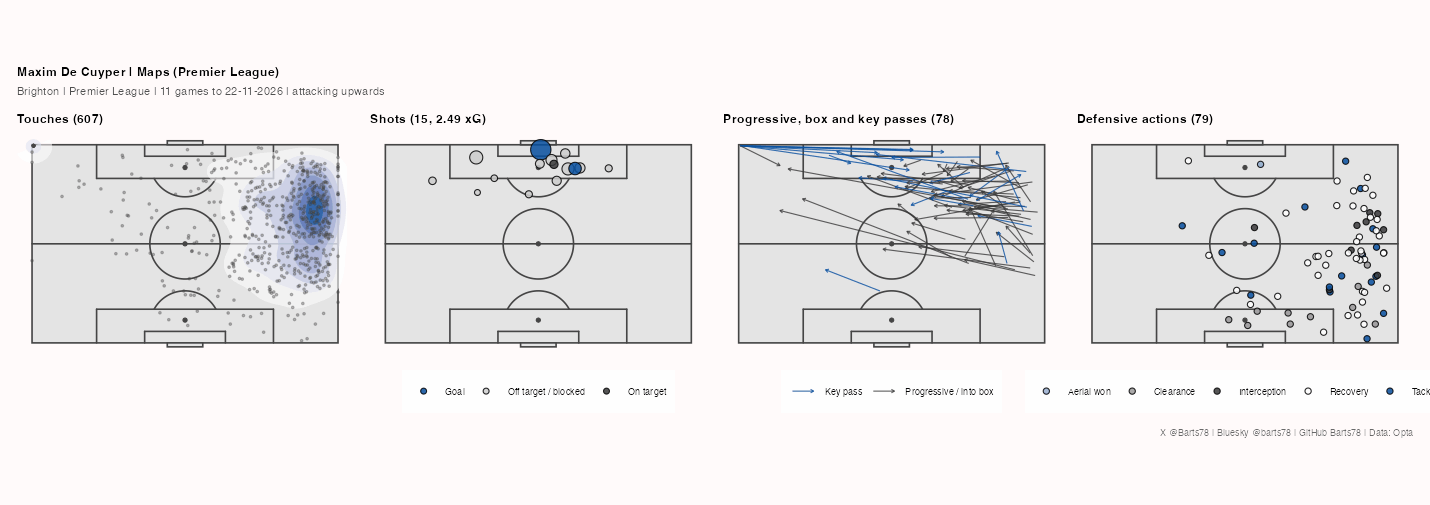 Maxim De Cuyper | Maps (Premier League)
Brighton | Premier League | 11 games to 22-11-2026 | attacking upwards
Touches (607)
Shots (15, 2.49 xG)
Progressive, box and key passes (78)
Defensive actions (79)
Goal Off target / blocked On target
Key pass Progressive / Into box
Aerial won Clearance Interception Recovery Tack
X @Barts78 | Bluesky @barts78 | GitHub Barts78 | Data: Opta